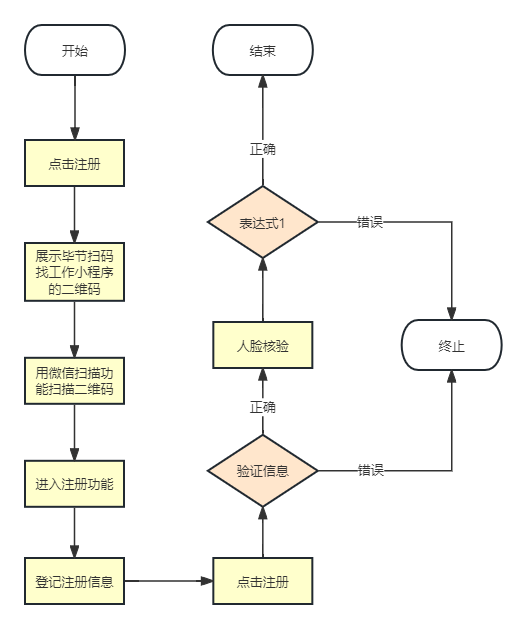 开始
点击注册
展示毕节扫码
找工作小程序
的二维码
用微信扫描功
能扫描二维码
进入注册功能
登记注册信息
点击注册
验证信息
错误
正确
人脸核验
表达式1
错误
正确
结束
终止